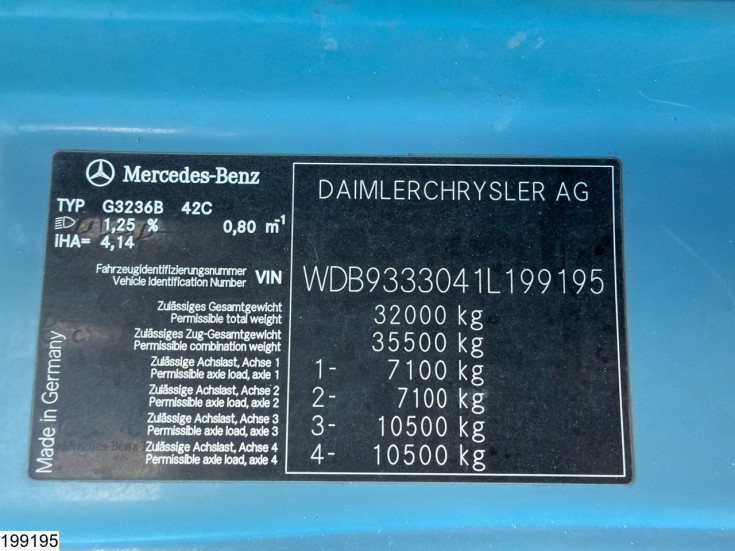 Mercedes-Benz
TYP G3236B 42C
1,25 % 0,80 m⁻¹
iHA= 4,14
DAIMLERCHRYSLER AG
Fahrzeugidentifizierungsnummer
Vehicle Identification Number VIN WDB9333041L199195
Zulässiges Gesamtgewicht
Permissible total weight 32000 kg
Zulässiges Zug-Gesamtgewicht
Permissible combination weight 35500 kg
Zulässige Achslast, Achse 1
Permissible axle load, axle 1 1- 7100 kg
Zulässige Achslast, Achse 2
Permissible axle load, axle 2 2- 7100 kg
Zulässige Achslast, Achse 3
Permissible axle load, axle 3 3- 10500 kg
Zulässige Achslast, Achse 4
Permissible axle load, axle 4 4- 10500 kg
Made in Germany
Mercedes-Benz
199195